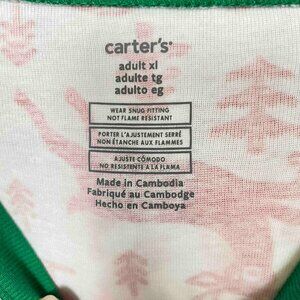 carter's®
adult xl
adulte tg
adulto eg
WEAR SNUG FITTING
NOT FLAME RESISTANT
PORTER L'AJUSTEMENT SERRÉ
NON ÉTANCHE AUX FLAMMES
AJUSTE CÓMODO
NO RESISTENTE A LA FLAMA
Made in Cambodia
Fabriqué au Cambodge
Hecho en Camboya